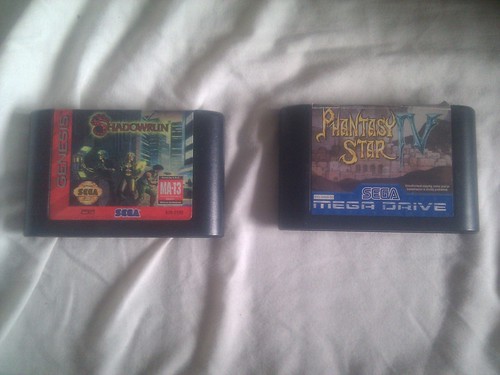 GENESIS
SHADOWRUN
SEGA
MA-13
SEGA
PHANTASY
STAR IV
SEGA
MEGA DRIVE